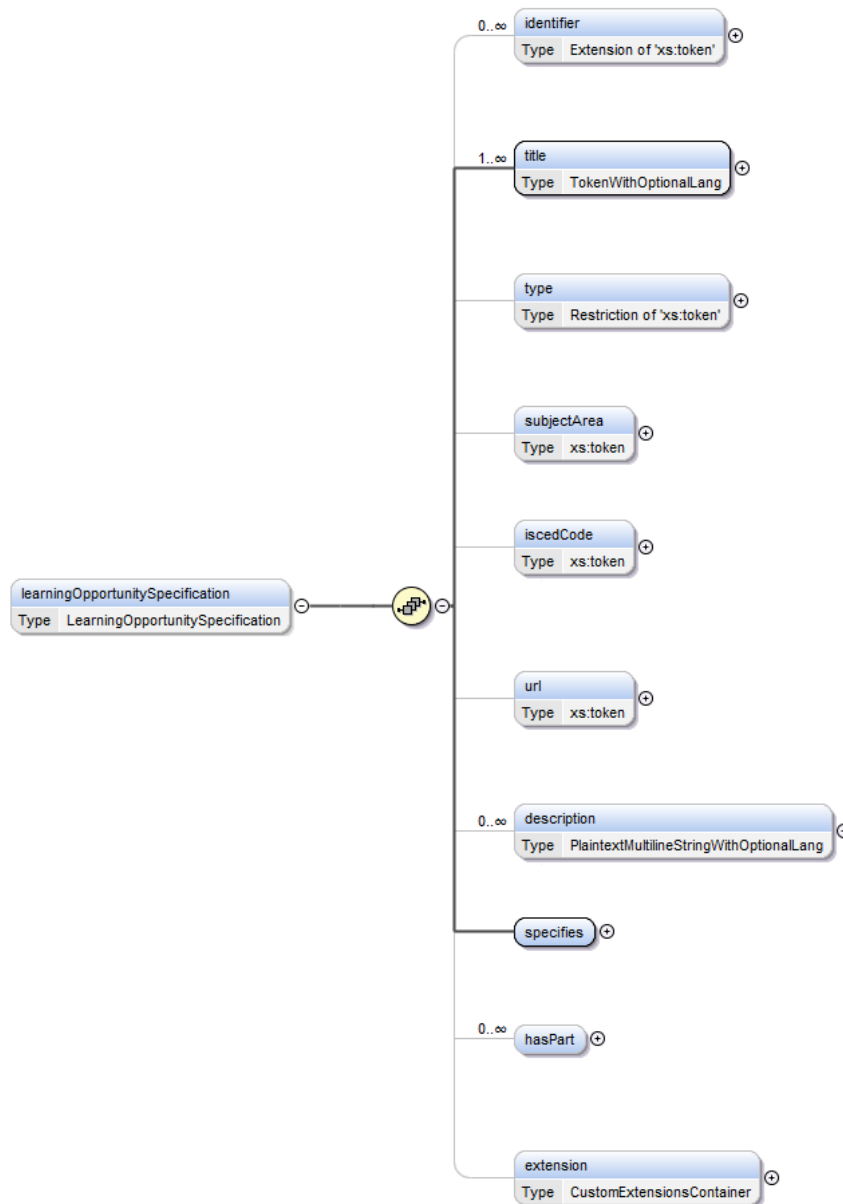 0..∞
identifier
Type Extension of 'xs:token'
1..∞
title
Type TokenWithOptionalLang
type
Type Restriction of 'xs:token'
subjectArea
Type xs:token
iscedCode
Type xs:token
learningOpportunitySpecification
Type LearningOpportunitySpecification
url
Type xs:token
0..∞
description
Type PlaintextMultilineStringWithOptionalLang
specifies
0..∞
hasPart
extension
Type CustomExtensionsContainer